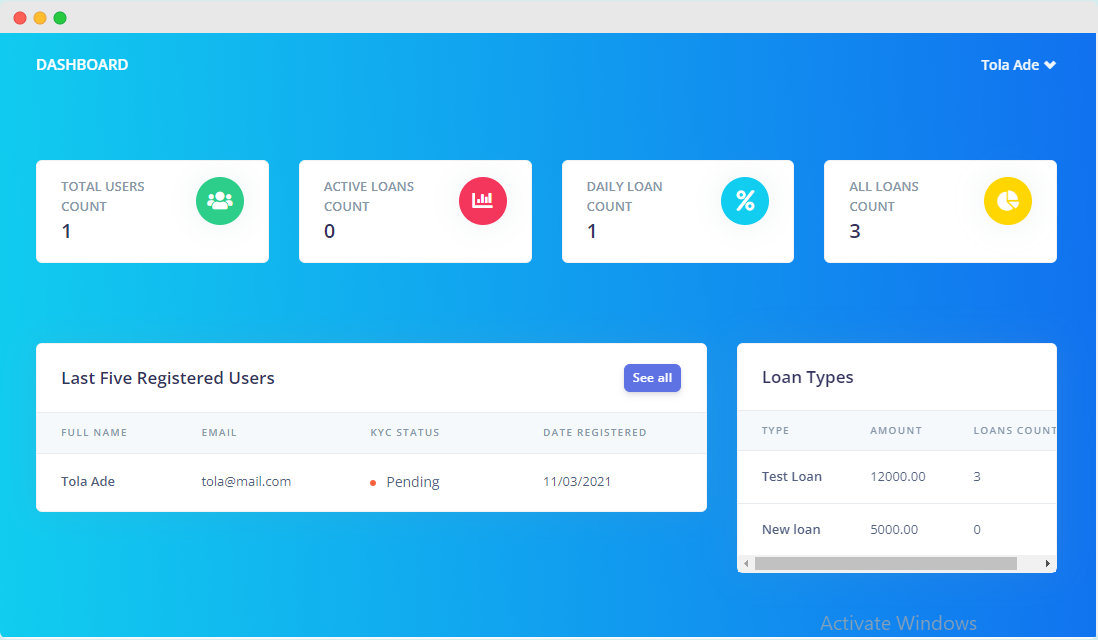 DASHBOARD
Tola Ade
TOTAL USERS
COUNT
1
ACTIVE LOANS
COUNT
0
DAILY LOAN
COUNT
1
%
ALL LOANS
COUNT
3
Last Five Registered Users
See all
FULL NAME EMAIL KYC STATUS DATE REGISTERED
Tola Ade tola@mail.com Pending 11/03/2021
Loan Types
TYPE AMOUNT LOANS COUNT
Test Loan 12000.00 3
New loan 5000.00 0
Activate Windows